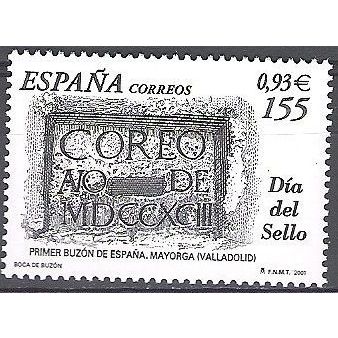 ESPAÑA CORREOS
0,93€
155
CORREO
AÑO DE
MDCCXCIII
Día
del
Sello
PRIMER BUZÓN DE ESPAÑA. MAYORGA (VALLADOLID)
BOCA DE BUZÓN
F.N.M.T. 2001